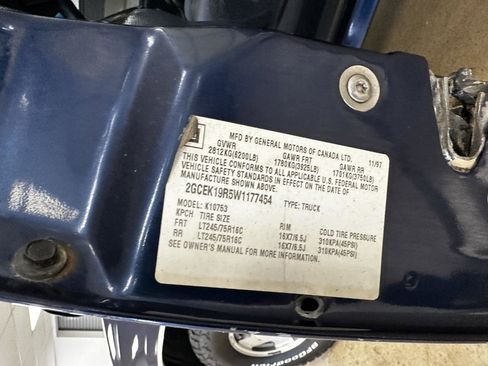 GM
MFD BY GENERAL MOTORS OF CANADA LTD.
GVWR GAWR FRT GAWR RR 11/97
2812KG(6200LB) 1780KG(3925LB) 1701KG(3750LB)
THIS VEHICLE CONFORMS TO ALL APPLICABLE U.S. FEDERAL MOTOR
VEHICLE SAFETY STANDARDS IN EFFECT ON THE DATE OF
MANUFACTURE SHOWN ABOVE.
2GCEK19R5W1177454 TYPE: TRUCK
MODEL: K10753
KPCH TIRE SIZE RIM COLD TIRE PRESSURE
FRT LT245/75R16C 16X7/6.5J 310KPA(45PSI)
RR LT245/75R16C 16X7/6.5J 310KPA(45PSI)
SEE OWNER'S MANUAL FOR MORE INFORMATION.
BFGoodrich